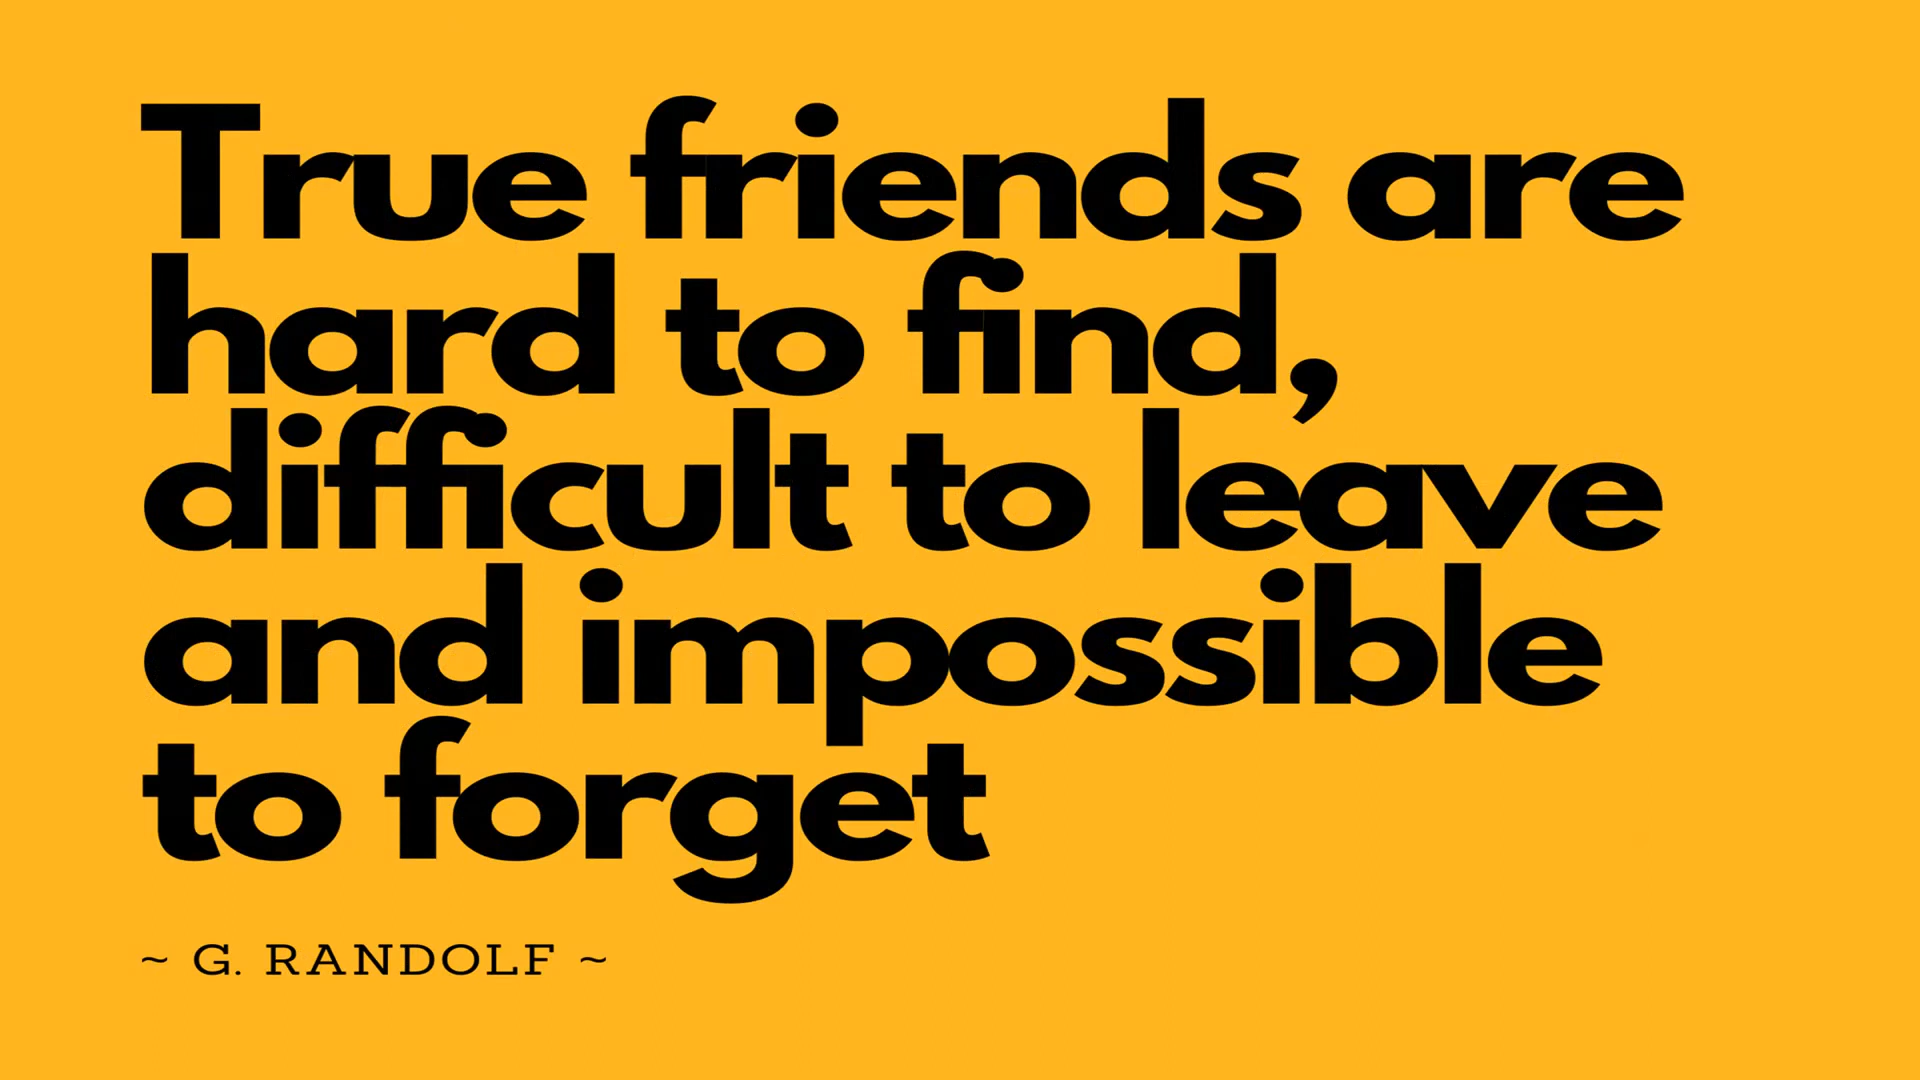 True friends are
hard to find,
difficult to leave
and impossible
to forget
~ G. RANDOLF ~